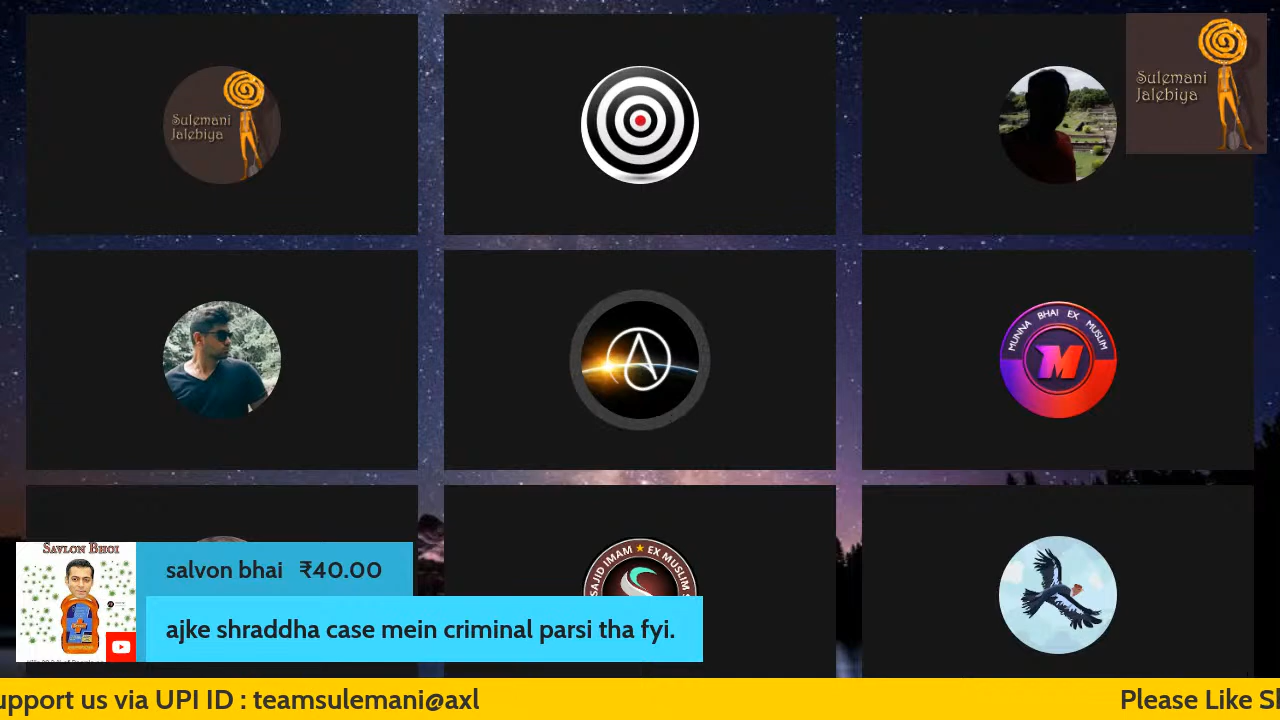 Sulemani
Jalebiya
Sulemani
Jalebiya
MUNNA BHAI EX MUSLIM
M
SAVLON BHOI
salvon bhai ₹40.00
SAJID IMAM ★ EX MUSLIM
ajke shraddha case mein criminal parsi tha fyi.
upport us via UPI ID : teamsulemani@axl
Please Like